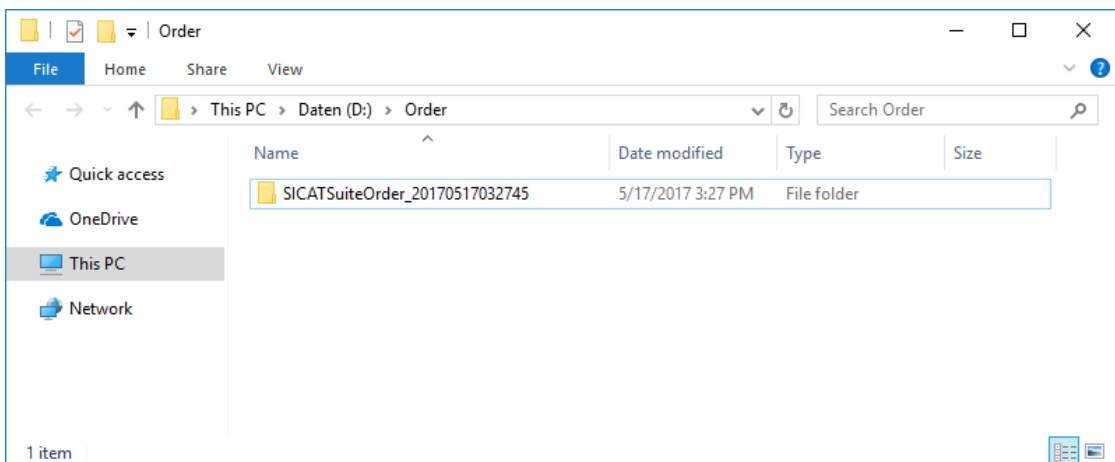 Order
File Home Share View
This PC > Daten (D:) > Order Search Order
Name Date modified Type Size
Quick access
SICATSuiteOrder_20170517032745 5/17/2017 3:27 PM File folder
OneDrive
This PC
Network
1 item